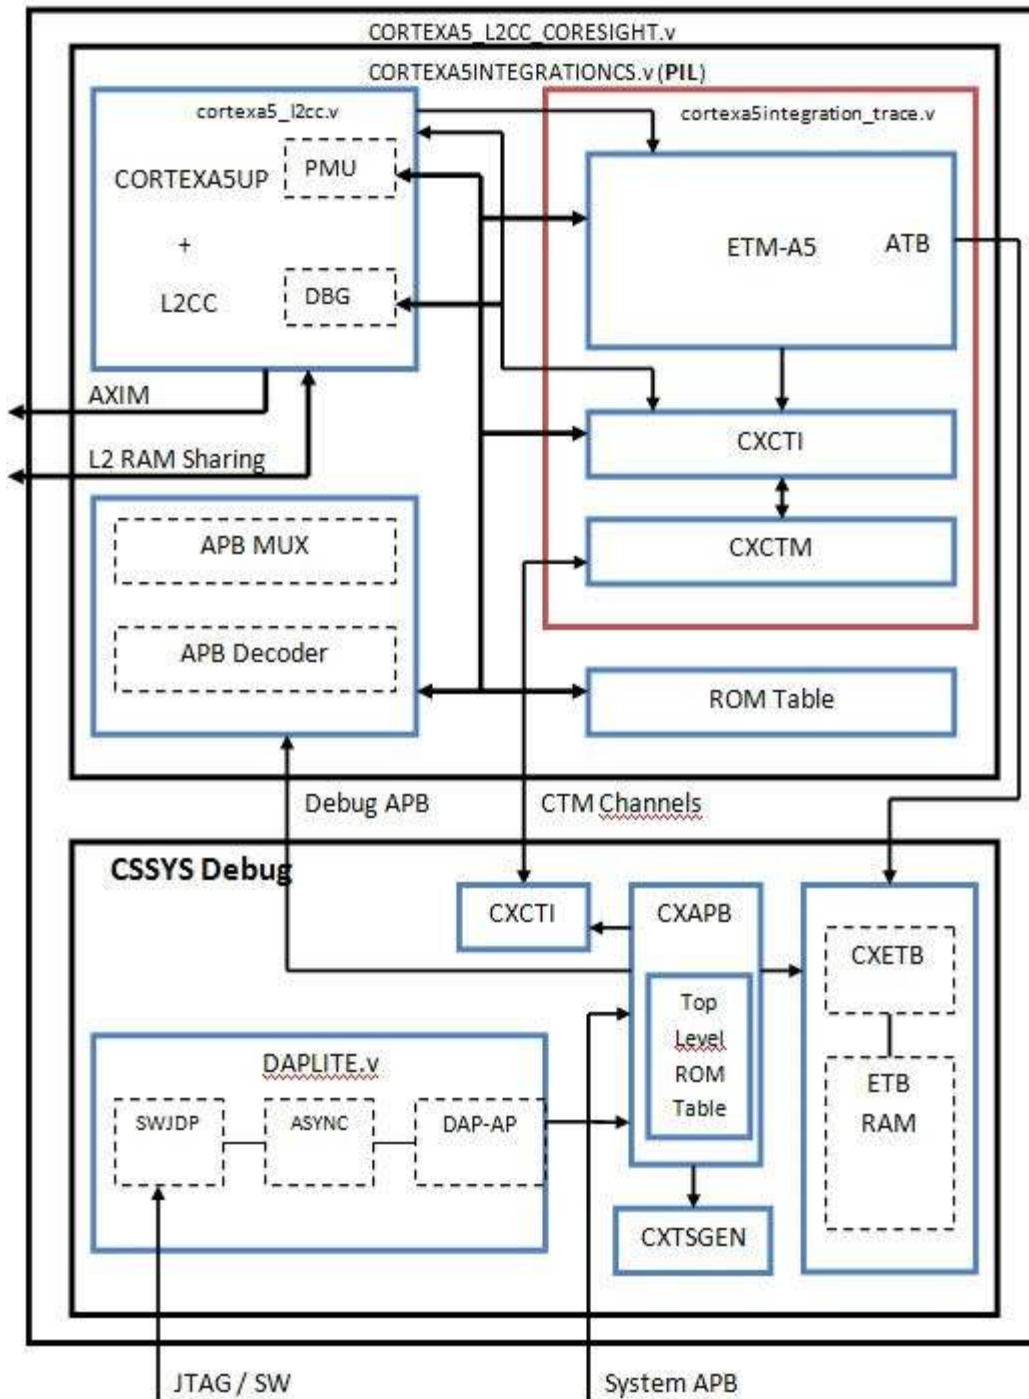 CORTEXA5_L2CC_CORESIGHT.v
CORTEXA5INTEGRATIONCS.v (PIL)
cortexa5_l2cc.v
CORTEXA5UP
+
L2CC
PMU
DBG
cortexa5integration_trace.v
ETM-A5
ATB
CXCTI
CXCTM
AXIM
L2 RAM Sharing
APB MUX
APB Decoder
ROM Table
Debug APB
CTM Channels
CSSYS Debug
CXCTI
CXAPB
Top
Level
ROM
Table
CXETB
ETB
RAM
DAPLITE.v
SWJDP
ASYNC
DAP-AP
CXTSGEN
JTAG / SW
System APB